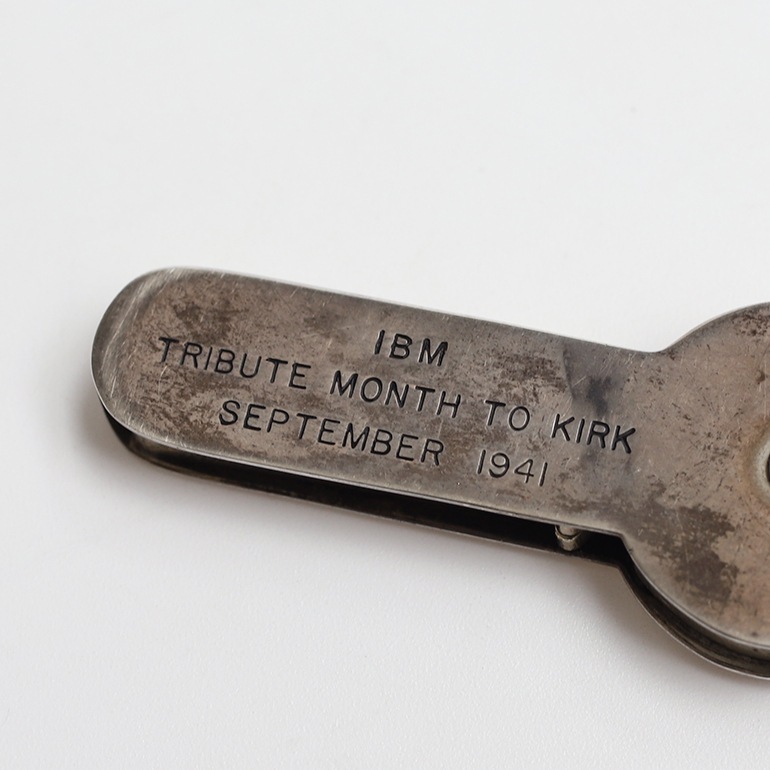 IBM
TRIBUTE MONTH TO KIRK
SEPTEMBER 1941